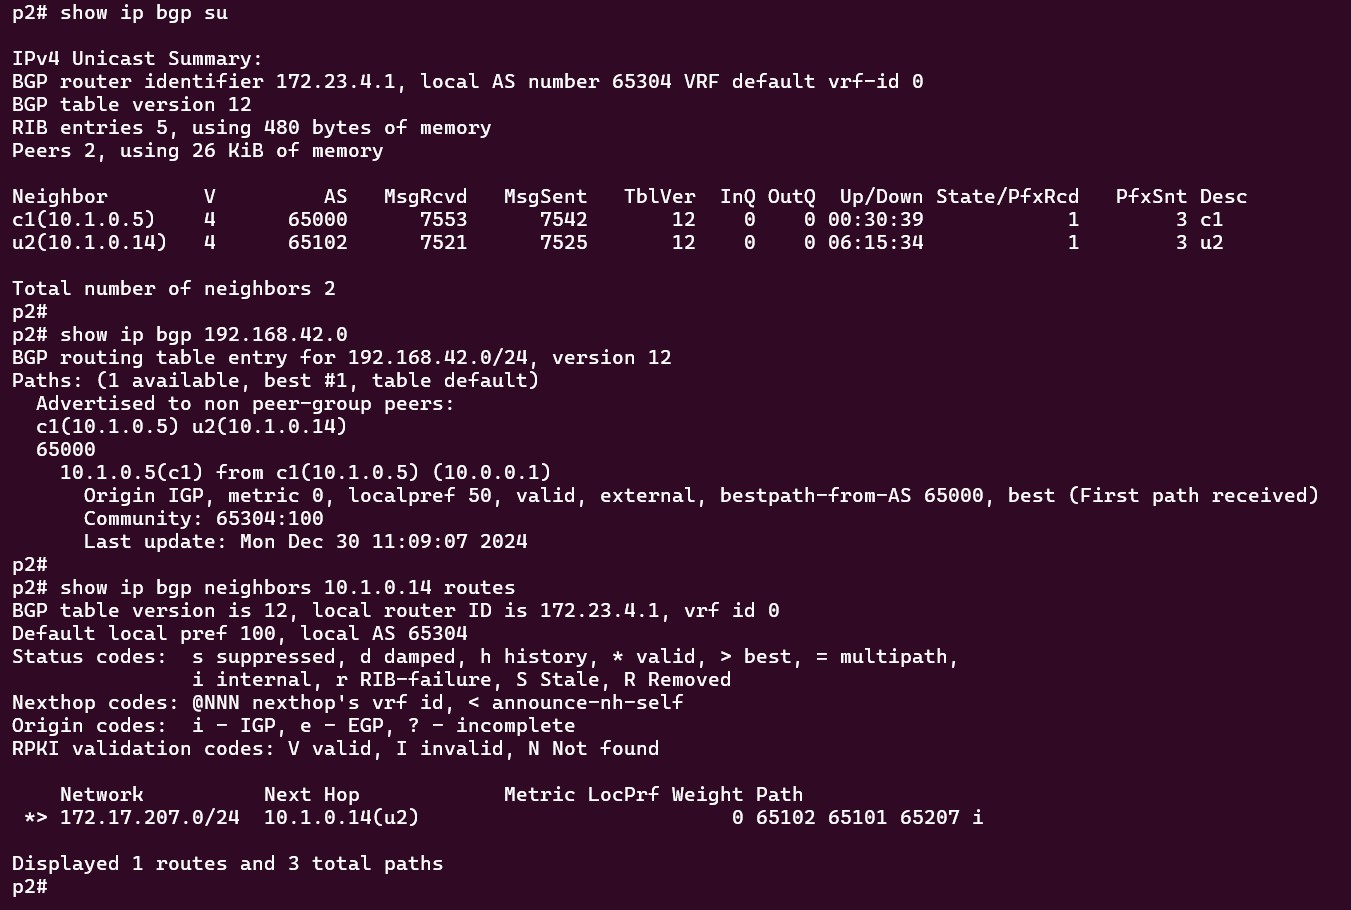 p2# show ip bgp su

IPv4 Unicast Summary:
BGP router identifier 172.23.4.1, local AS number 65304 VRF default vrf-id 0
BGP table version 12
RIB entries 5, using 480 bytes of memory
Peers 2, using 26 KiB of memory

Neighbor        V         AS   MsgRcvd   MsgSent   TblVer  InQ OutQ  Up/Down State/PfxRcd   PfxSnt Desc
c1(10.1.0.5)    4      65000      7553      7542       12    0    0 00:30:39            1        3 c1
u2(10.1.0.14)   4      65102      7521      7525       12    0    0 06:15:34            1        3 u2

Total number of neighbors 2
p2#
p2# show ip bgp 192.168.42.0
BGP routing table entry for 192.168.42.0/24, version 12
Paths: (1 available, best #1, table default)
  Advertised to non peer-group peers:
  c1(10.1.0.5) u2(10.1.0.14)
  65000
    10.1.0.5(c1) from c1(10.1.0.5) (10.0.0.1)
      Origin IGP, metric 0, localpref 50, valid, external, bestpath-from-AS 65000, best (First path received)
      Community: 65304:100
      Last update: Mon Dec 30 11:09:07 2024
p2#
p2# show ip bgp neighbors 10.1.0.14 routes
BGP table version is 12, local router ID is 172.23.4.1, vrf id 0
Default local pref 100, local AS 65304
Status codes:  s suppressed, d damped, h history, * valid, > best, = multipath,
               i internal, r RIB-failure, S Stale, R Removed
Nexthop codes: @NNN nexthop's vrf id, < announce-nh-self
Origin codes:  i - IGP, e - EGP, ? - incomplete
RPKI validation codes: V valid, I invalid, N Not found

    Network          Next Hop            Metric LocPrf Weight Path
 *> 172.17.207.0/24  10.1.0.14(u2)                          0 65102 65101 65207 i

Displayed 1 routes and 3 total paths
p2#